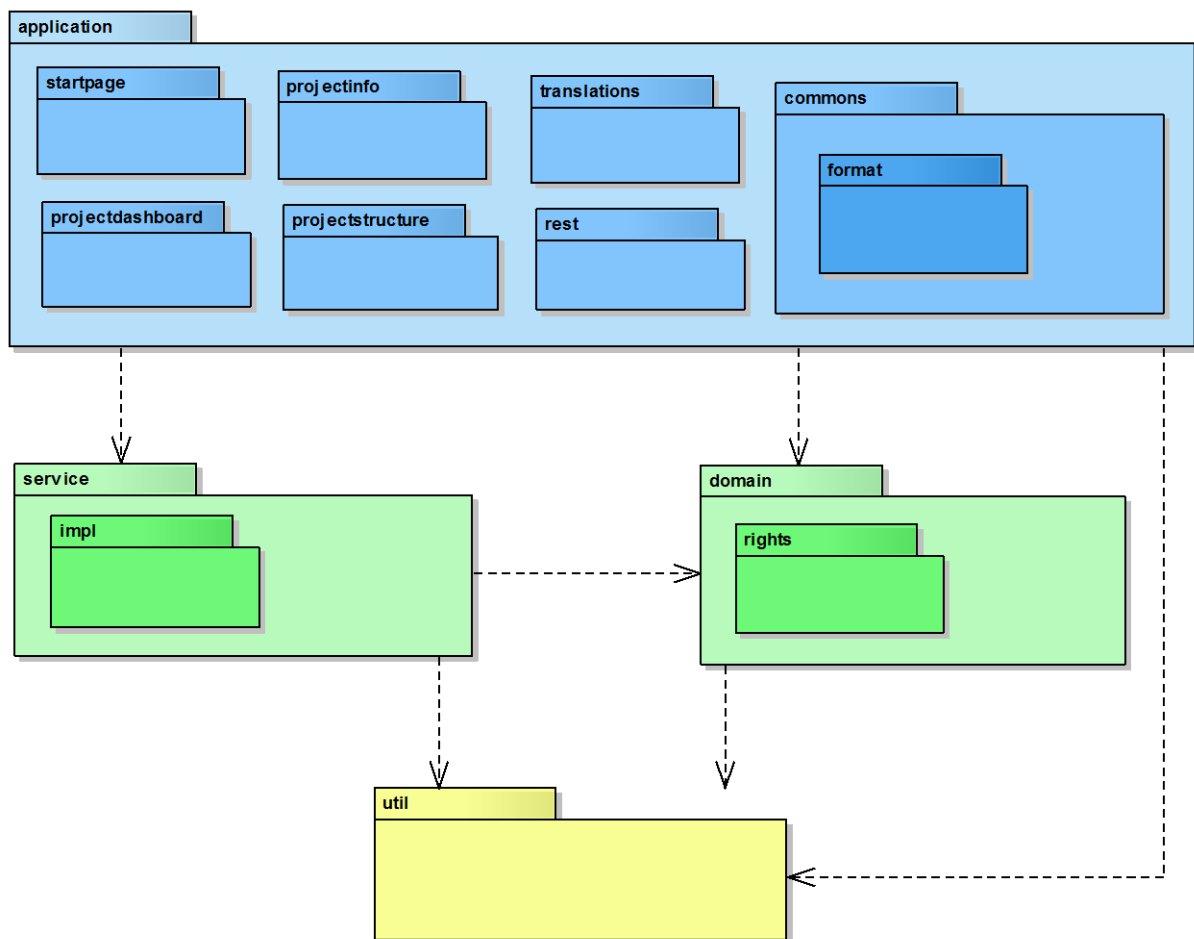 application
startpage
projectinfo
translations
commons
format
projectdashboard
projectstructure
rest
service
impl
domain
rights
util